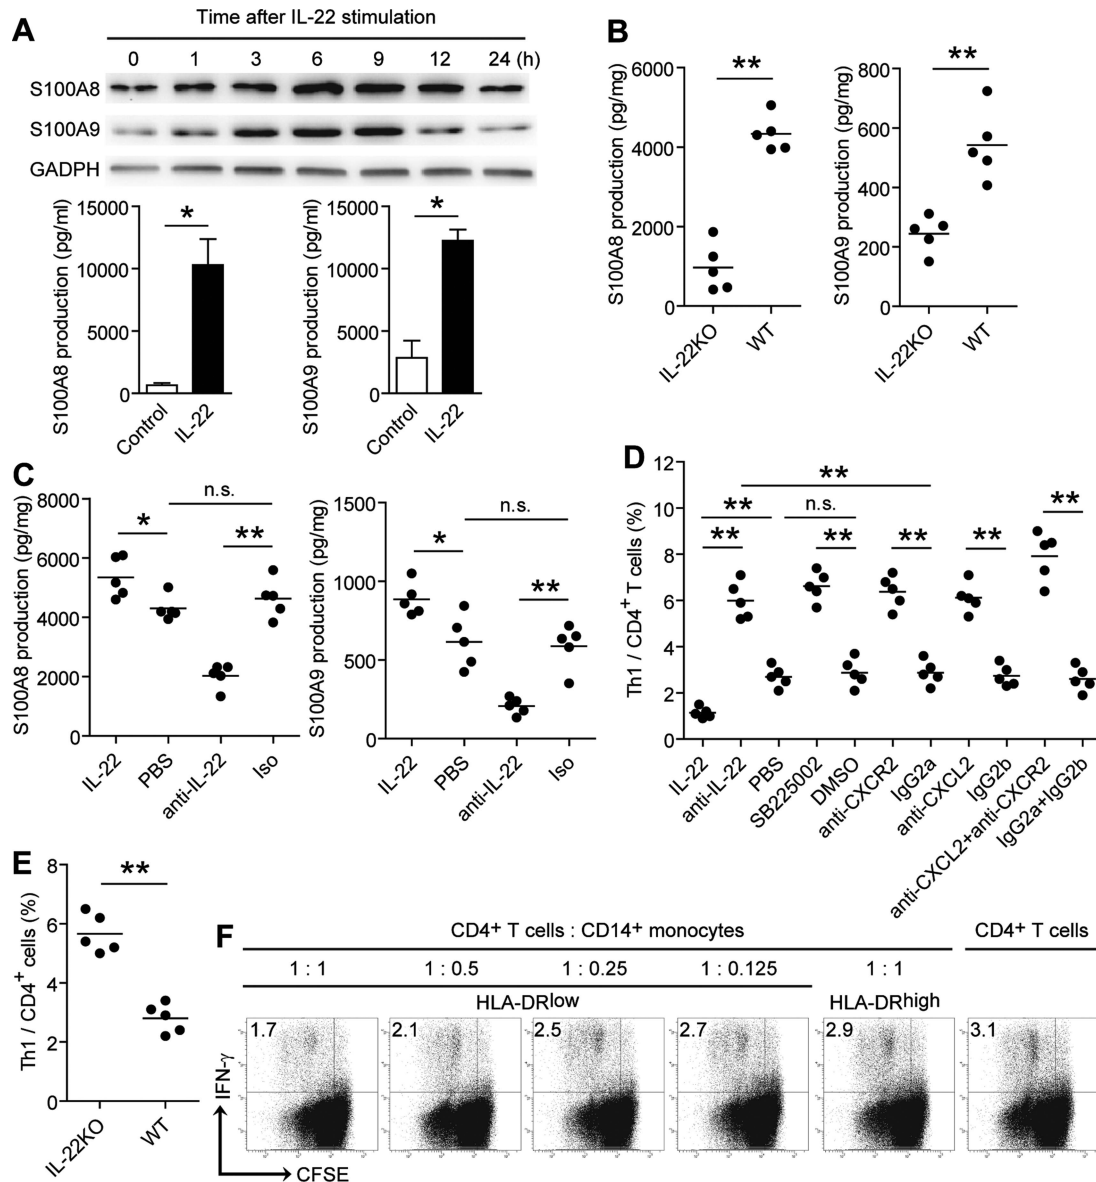 A
Time after IL-22 stimulation
0 1 3 6 9 12 24 (h)
S100A8
S100A9
GADPH
S100A8 production (pg/ml)
15000
10000
5000
0
*
Control
IL-22
S100A9 production (pg/ml)
15000
10000
5000
0
*
Control
IL-22
B
S100A8 production (pg/mg)
6000
4000
2000
0
**
IL-22KO
WT
S100A9 production (pg/mg)
800
600
400
200
0
**
IL-22KO
WT
C
S100A8 production (pg/mg)
8000
6000
4000
2000
0
n.s.
*
**
IL-22
PBS
anti-IL-22
Iso
S100A9 production (pg/mg)
1500
1000
500
0
n.s.
*
**
IL-22
PBS
anti-IL-22
Iso
D
Th1 / CD4⁺ T cells (%)
12
10
8
6
4
2
0
**
** n.s. **
** ** ** **
IL-22
anti-IL-22
PBS
SB225002
DMSO
anti-CXCR2
IgG2a
anti-CXCL2
IgG2b
anti-CXCL2+anti-CXCR2
IgG2a+IgG2b
E
Th1 / CD4⁺ cells (%)
8
6
4
2
0
**
IL-22KO
WT
F
CD4⁺ T cells : CD14⁺ monocytes CD4⁺ T cells
1 : 1 1 : 0.5 1 : 0.25 1 : 0.125 1 : 1
HLA-DRlow HLA-DRhigh
1.7 2.1 2.5 2.7 2.9 3.1
IFN-γ
CFSE